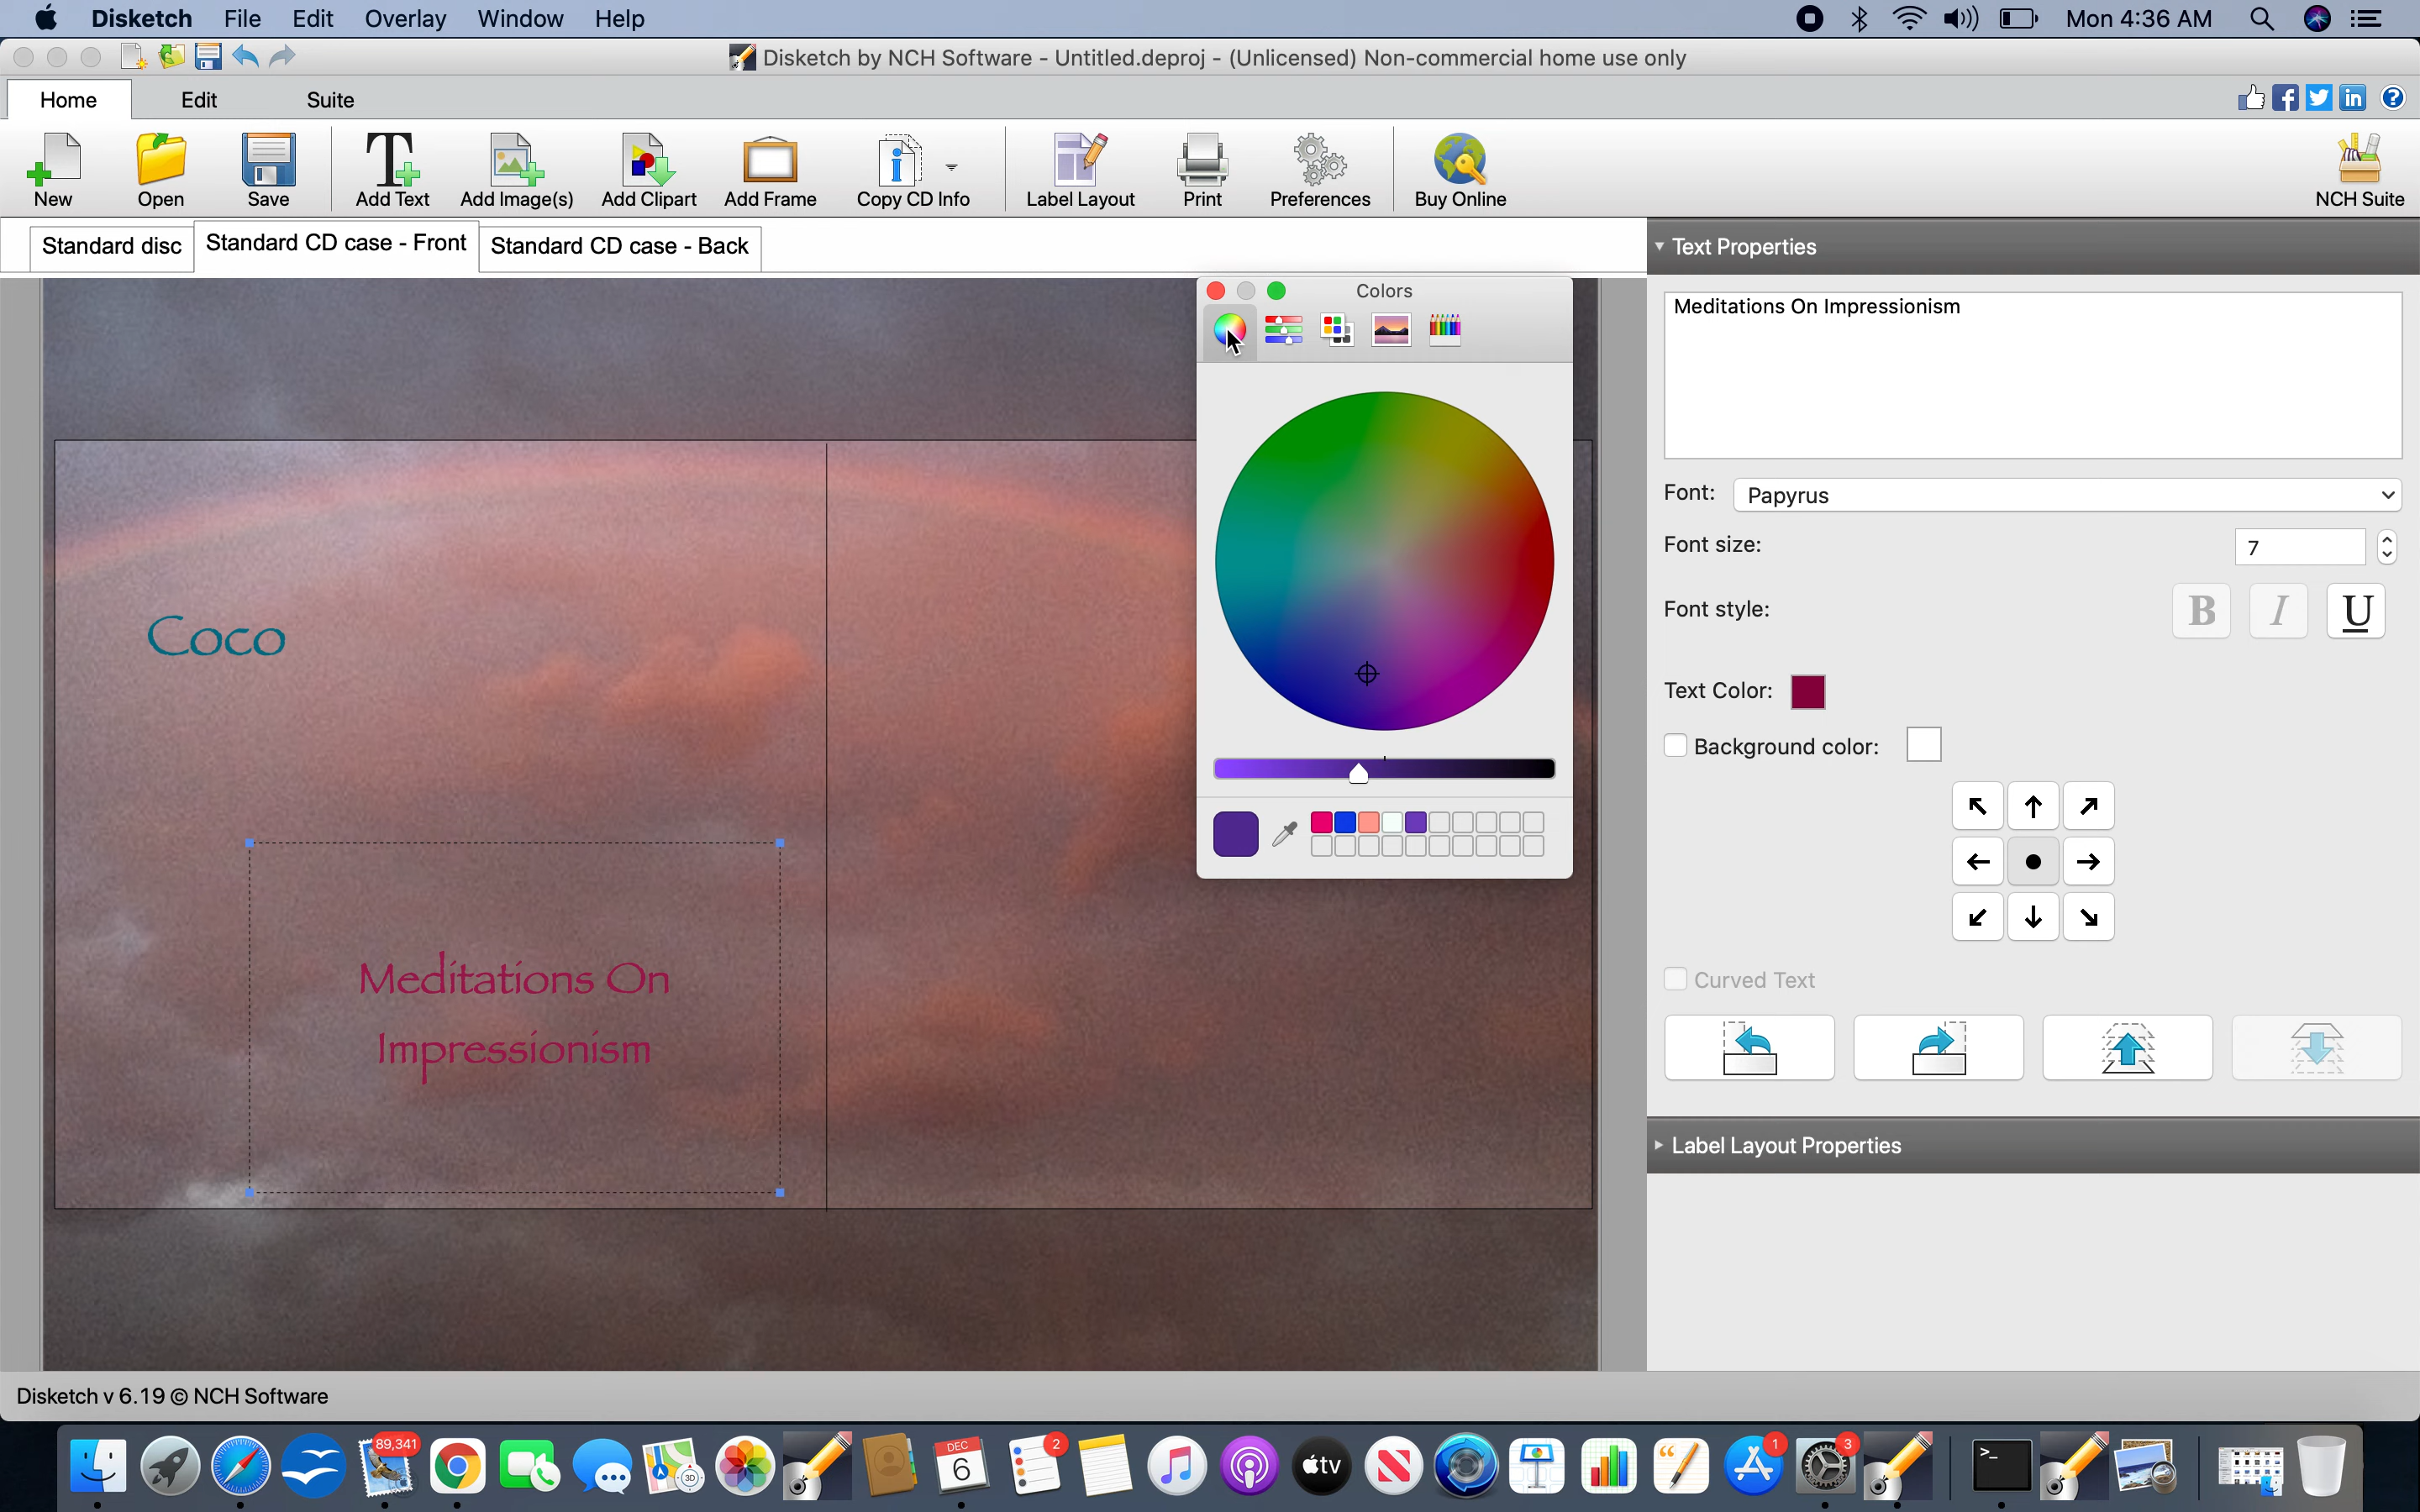 Disketch File Edit Overlay Window Help Mon 4:36 AM
Disketch by NCH Software - Untitled.deproj - (Unlicensed) Non-commercial home use only
Home Edit Suite
New Open Save Add Text Add Image(s) Add Clipart Add Frame Copy CD Info Label Layout Print Preferences Buy Online NCH Suite
Standard disc Standard CD case - Front Standard CD case - Back
Text Properties
Colors
Meditations On Impressionism
Font: Papyrus
Font size: 7
Font style: B I U
Text Color:
Background color:
Curved Text
Label Layout Properties
Coco
Meditations On
Impressionism
Disketch v 6.19 © NCH Software
89,341
DEC
6
2
3D
tv
1
3
>_